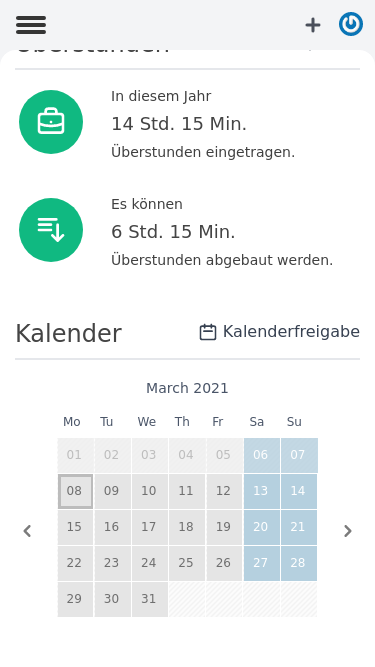 Überstunden
In diesem Jahr
14 Std. 15 Min.
Überstunden eingetragen.
Es können
6 Std. 15 Min.
Überstunden abgebaut werden.
Kalender
Kalenderfreigabe
March 2021
Mo Tu We Th Fr Sa Su
01 02 03 04 05 06 07
08 09 10 11 12 13 14
15 16 17 18 19 20 21
22 23 24 25 26 27 28
29 30 31